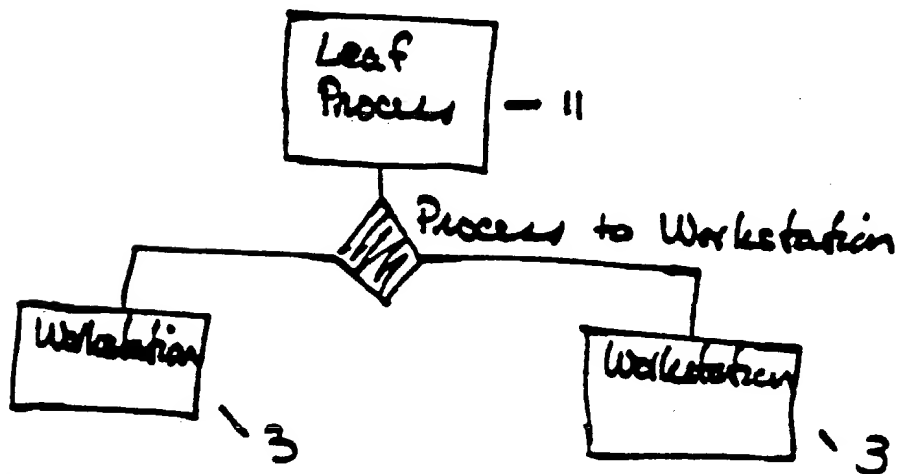 Leaf
Process
11
Process to Workstation
Workstation
3
Workstation
3